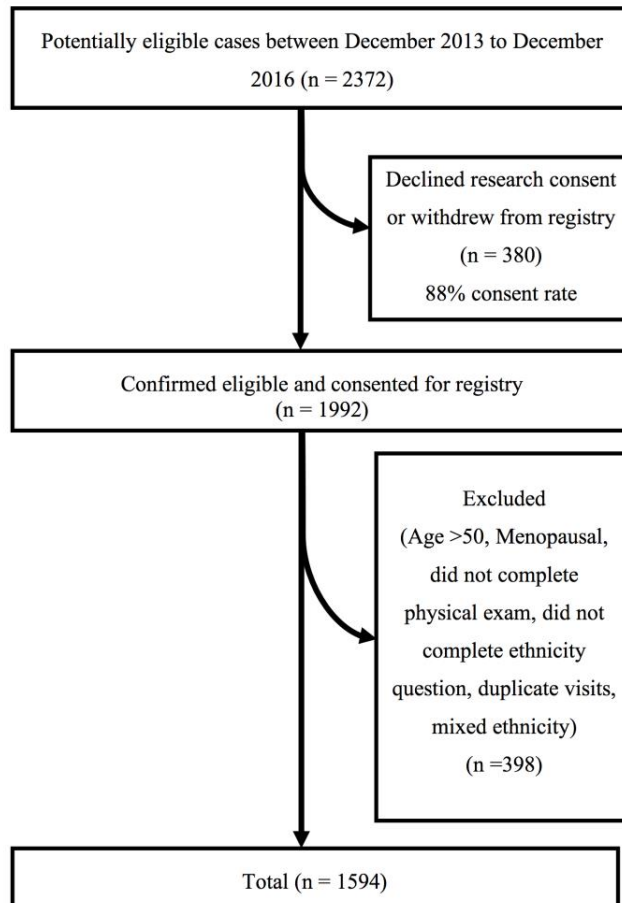 Potentially eligible cases between December 2013 to December
2016 (n = 2372)
Declined research consent
or withdrew from registry
(n = 380)
88% consent rate
Confirmed eligible and consented for registry
(n = 1992)
Excluded
(Age >50, Menopausal,
did not complete
physical exam, did not
complete ethnicity
question, duplicate visits,
mixed ethnicity)
(n =398)
Total (n = 1594)